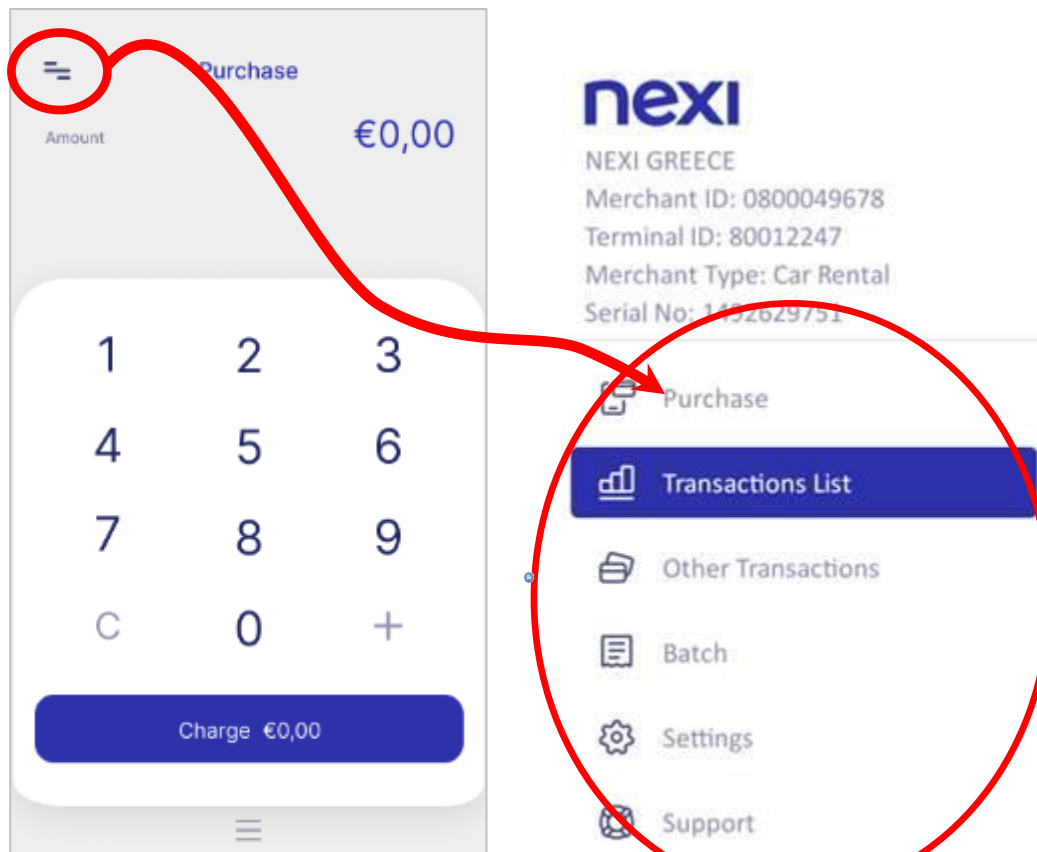 Purchase
Amount
€0,00
1 2 3
4 5 6
7 8 9
C 0 +
Charge €0,00
nexi
NEXI GREECE
Merchant ID: 0800049678
Terminal ID: 80012247
Merchant Type: Car Rental
Serial No: 1492629751
Purchase
Transactions List
Other Transactions
Batch
Settings
Support